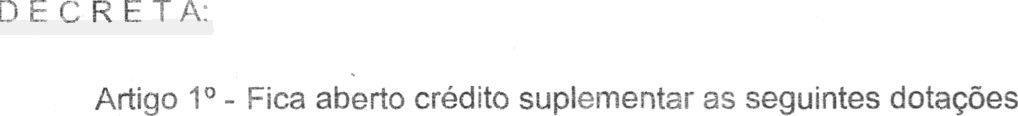 D E C R E T A:
Artigo 1º - Fica aberto crédito suplementar as seguintes dotações